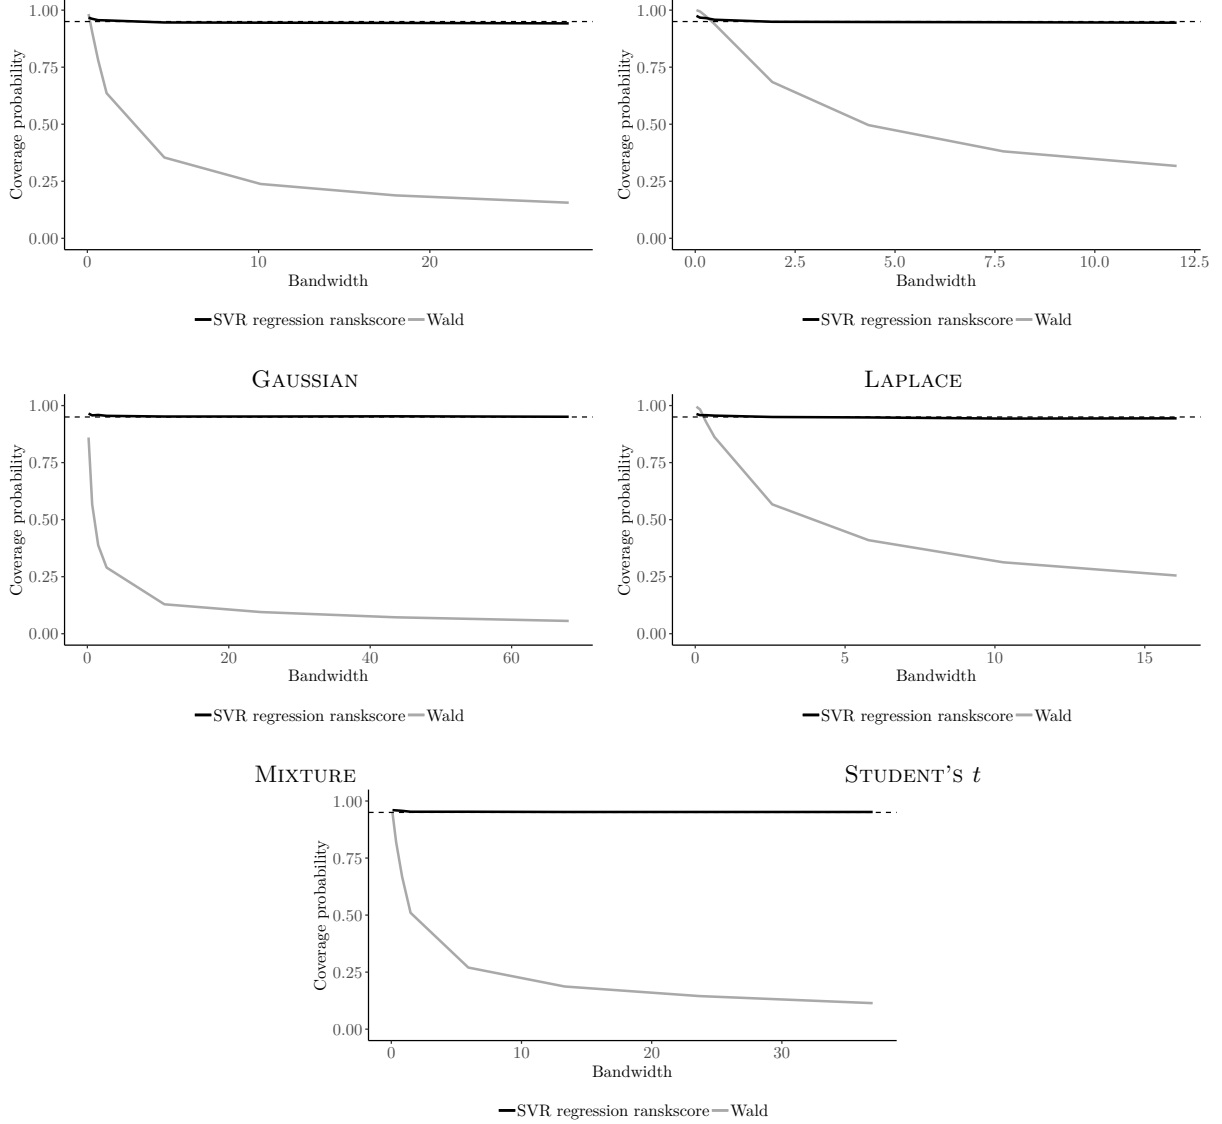 Coverage probability
1.00
0.75
0.50
0.25
0.00
0 10 20
Bandwidth
SVR regression ranskscore Wald
Coverage probability
1.00
0.75
0.50
0.25
0.00
0.0 2.5 5.0 7.5 10.0 12.5
Bandwidth
SVR regression ranskscore Wald
GAUSSIAN
Coverage probability
1.00
0.75
0.50
0.25
0.00
0 20 40 60
Bandwidth
SVR regression ranskscore Wald
LAPLACE
Coverage probability
1.00
0.75
0.50
0.25
0.00
0 5 10 15
Bandwidth
SVR regression ranskscore Wald
MIXTURE
STUDENT'S t
Coverage probability
1.00
0.75
0.50
0.25
0.00
0 10 20 30
Bandwidth
SVR regression ranskscore Wald